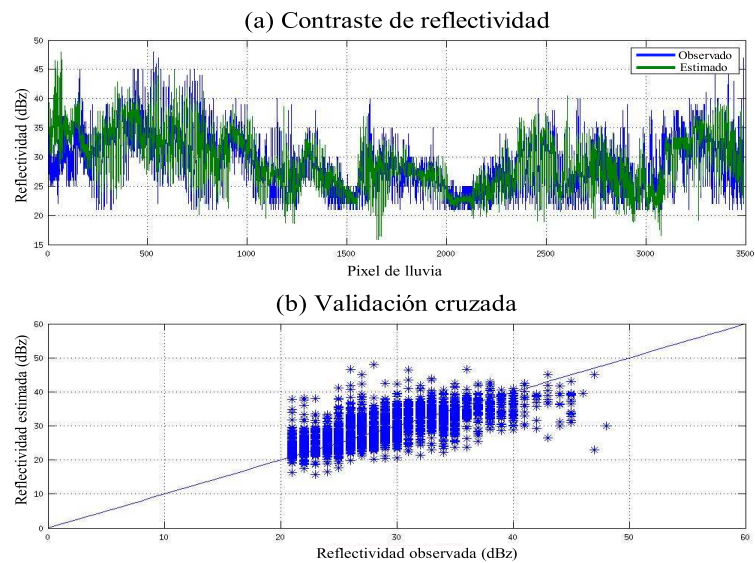 (a) Contraste de reflectividad
50
45
40
35
30
25
20
15
Reflectividad (dBz)
Observado
Estimado
0 500 1000 1500 2000 2500 3000 3500
Pixel de lluvia
(b) Validación cruzada
60
50
40
30
20
10
0
Reflectividad estimada (dBz)
0 10 20 30 40 50 60
Reflectividad observada (dBz)